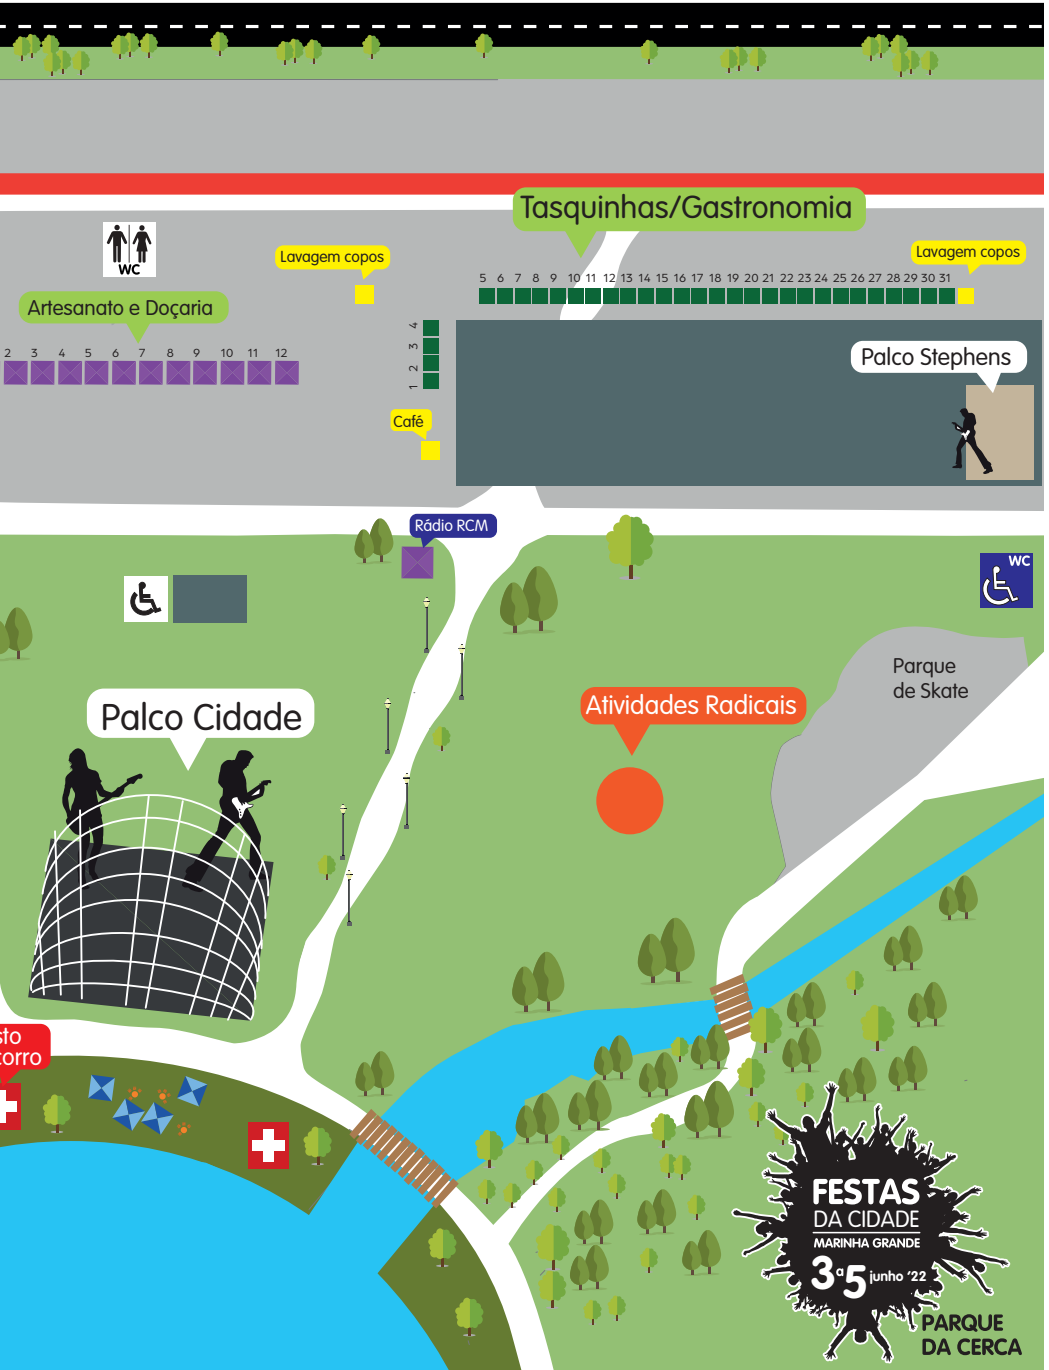 Tasquinhas/Gastronomia
WC
Lavagem copos
Lavagem copos
5 6 7 8 9 10 11 12 13 14 15 16 17 18 19 20 21 22 23 24 25 26 27 28 29 30 31
Artesanato e Doçaria
2 3 4 5 6 7 8 9 10 11 12
4
3
2
1
Palco Stephens
Café
Rádio RCM
WC
Parque
de Skate
Palco Cidade
Atividades Radicais
sto
corro
FESTAS
DA CIDADE
MARINHA GRANDE
3 a 5 junho '22
PARQUE
DA CERCA